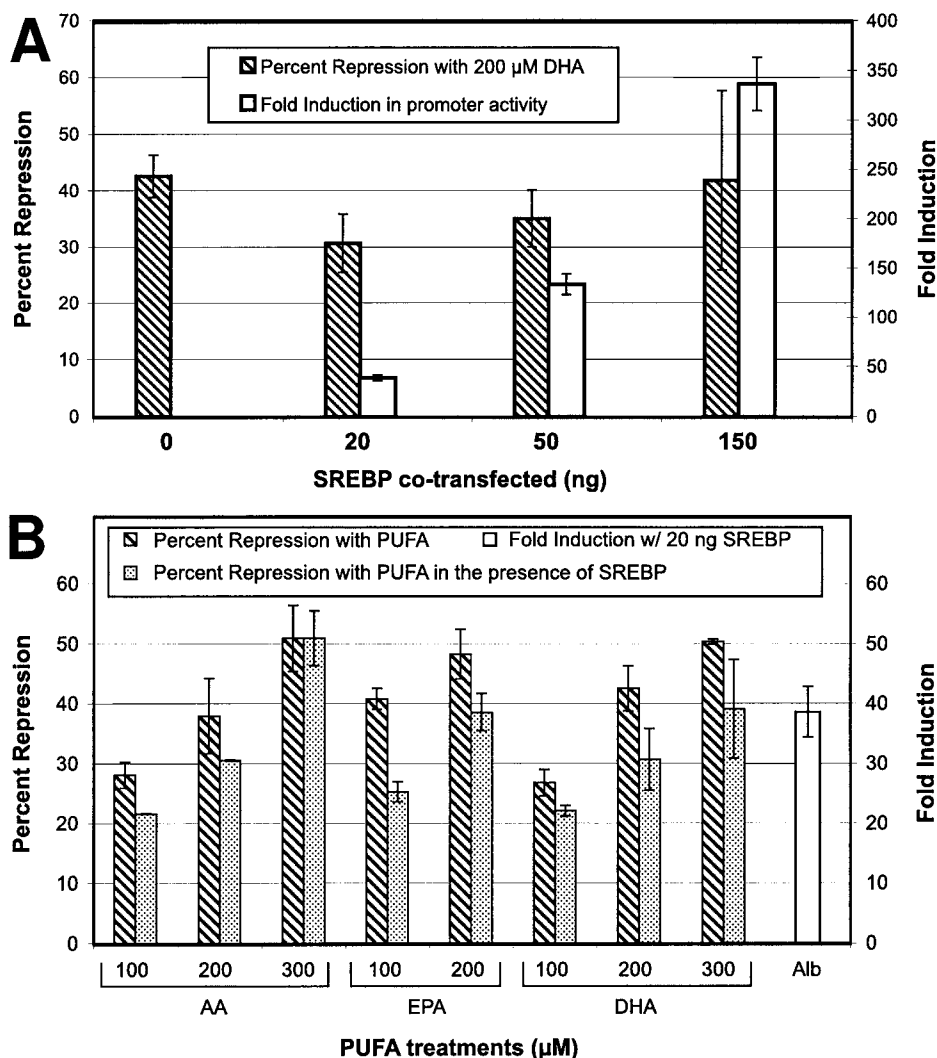 A
Percent Repression with 200 µM DHA
Fold Induction in promoter activity
Percent Repression
70
60
50
40
30
20
10
0
Fold Induction
400
350
300
250
200
150
100
50
0
0 20 50 150
SREBP co-transfected (ng)
B
Percent Repression with PUFA
Fold Induction w/ 20 ng SREBP
Percent Repression with PUFA in the presence of SREBP
Percent Repression
60
50
40
30
20
10
0
Fold Induction
60
50
40
30
20
10
0
100 200 300 100 200 100 200 300 Alb
AA EPA DHA
PUFA treatments (µM)